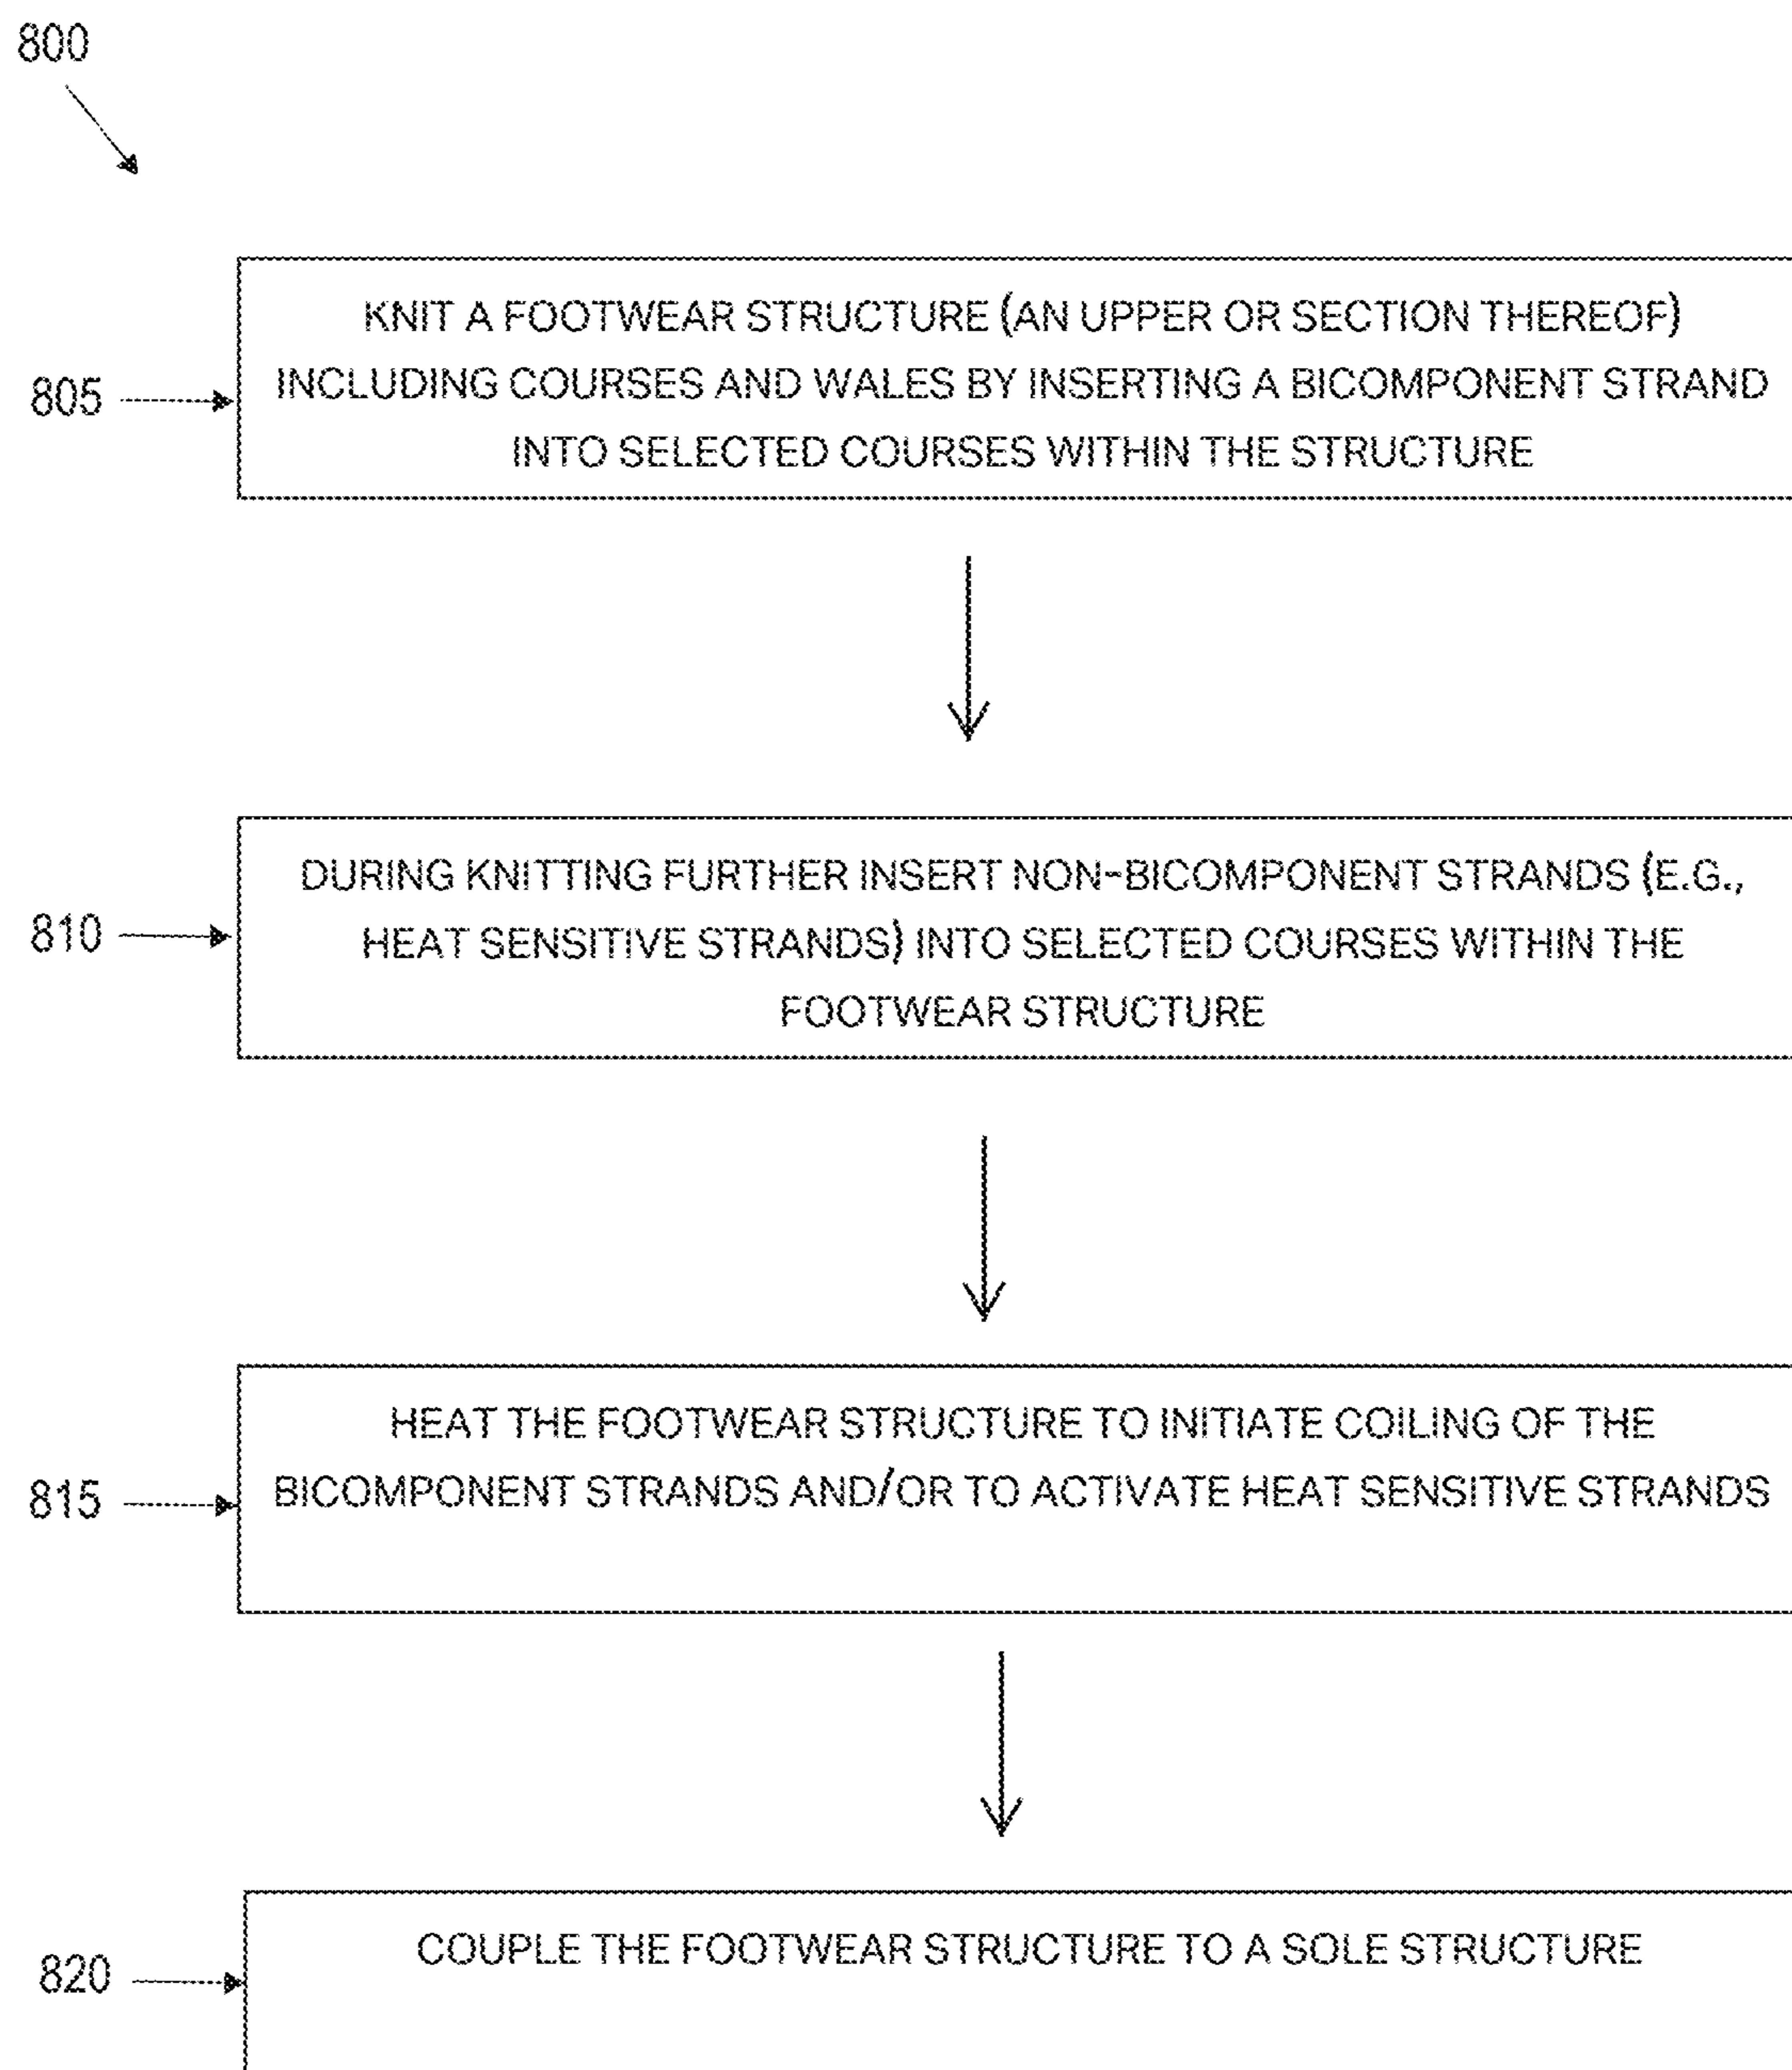 800
805
KNIT A FOOTWEAR STRUCTURE (AN UPPER OR SECTION THEREOF)
INCLUDING COURSES AND WALES BY INSERTING A BICOMPONENT STRAND
INTO SELECTED COURSES WITHIN THE STRUCTURE
810
DURING KNITTING FURTHER INSERT NON-BICOMPONENT STRANDS (E.G.,
HEAT SENSITIVE STRANDS) INTO SELECTED COURSES WITHIN THE
FOOTWEAR STRUCTURE
815
HEAT THE FOOTWEAR STRUCTURE TO INITIATE COILING OF THE
BICOMPONENT STRANDS AND/OR TO ACTIVATE HEAT SENSITIVE STRANDS
820
COUPLE THE FOOTWEAR STRUCTURE TO A SOLE STRUCTURE